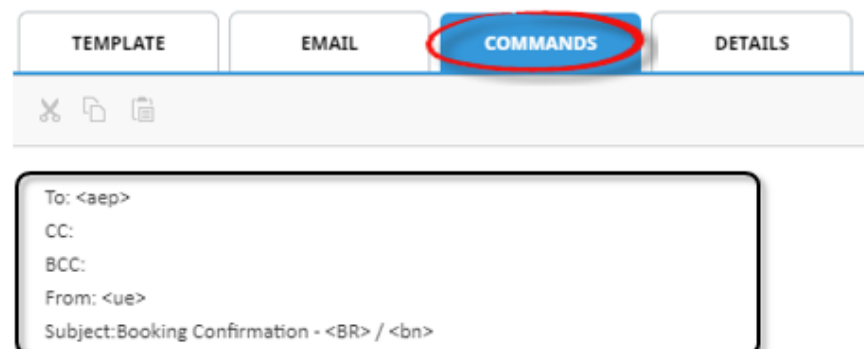 TEMPLATE EMAIL COMMANDS DETAILS
To: <aep>
CC:
BCC:
From: <ue>
Subject:Booking Confirmation - <BR> / <bn>